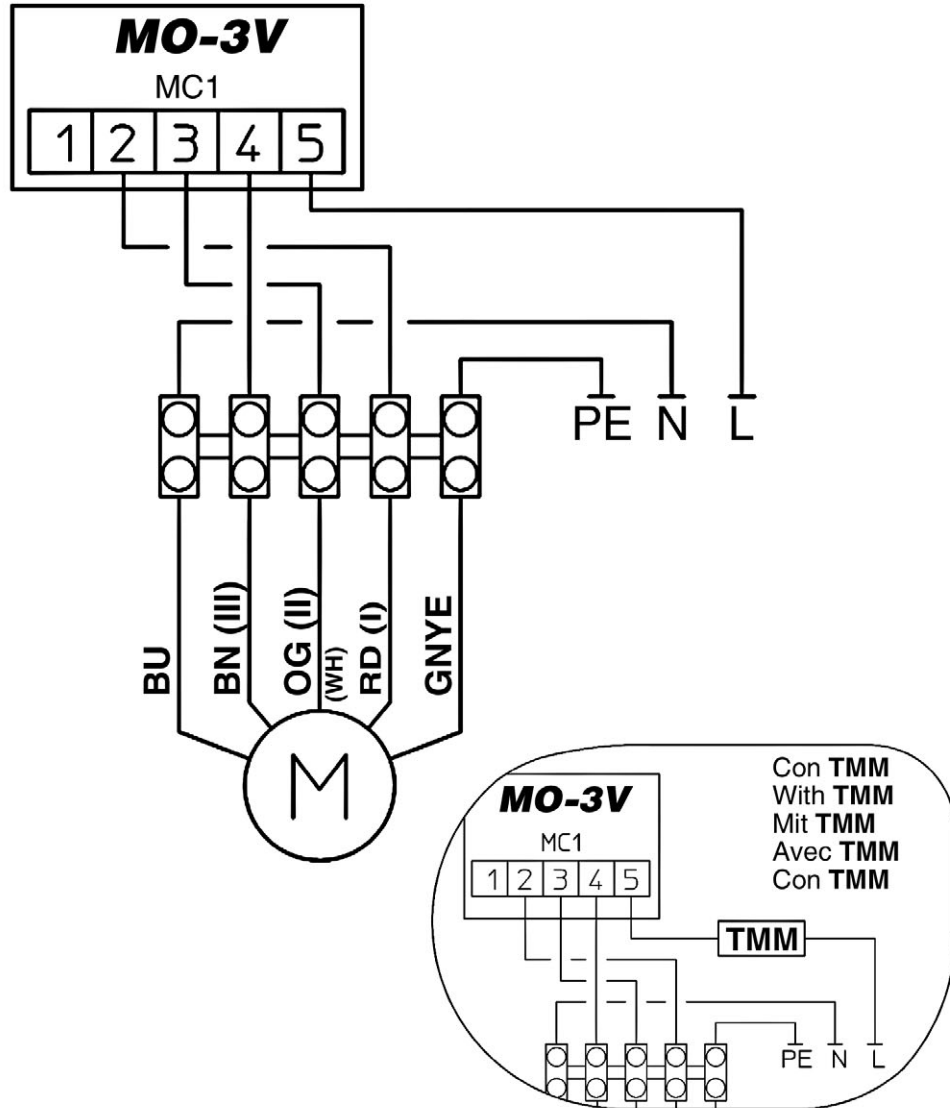 MO-3V
MC1
1 2 3 4 5
PE N L
BU
BN (III)
OG (II)
(WH)
RD (I)
GNYE
M
Con TMM
With TMM
Mit TMM
Avec TMM
Con TMM
MO-3V
MC1
1 2 3 4 5
TMM
PE N L